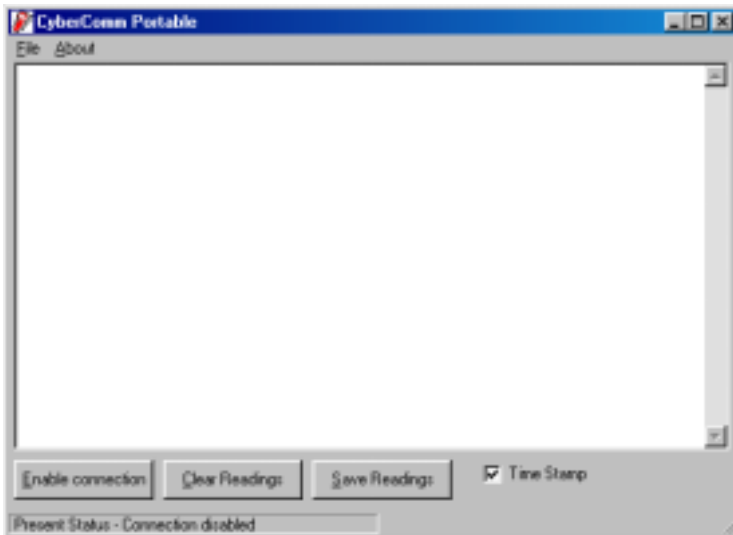 CyberComm Portable
File About
Enable connection Clear Readings Save Readings Time Stamp
Present Status - Connection disabled